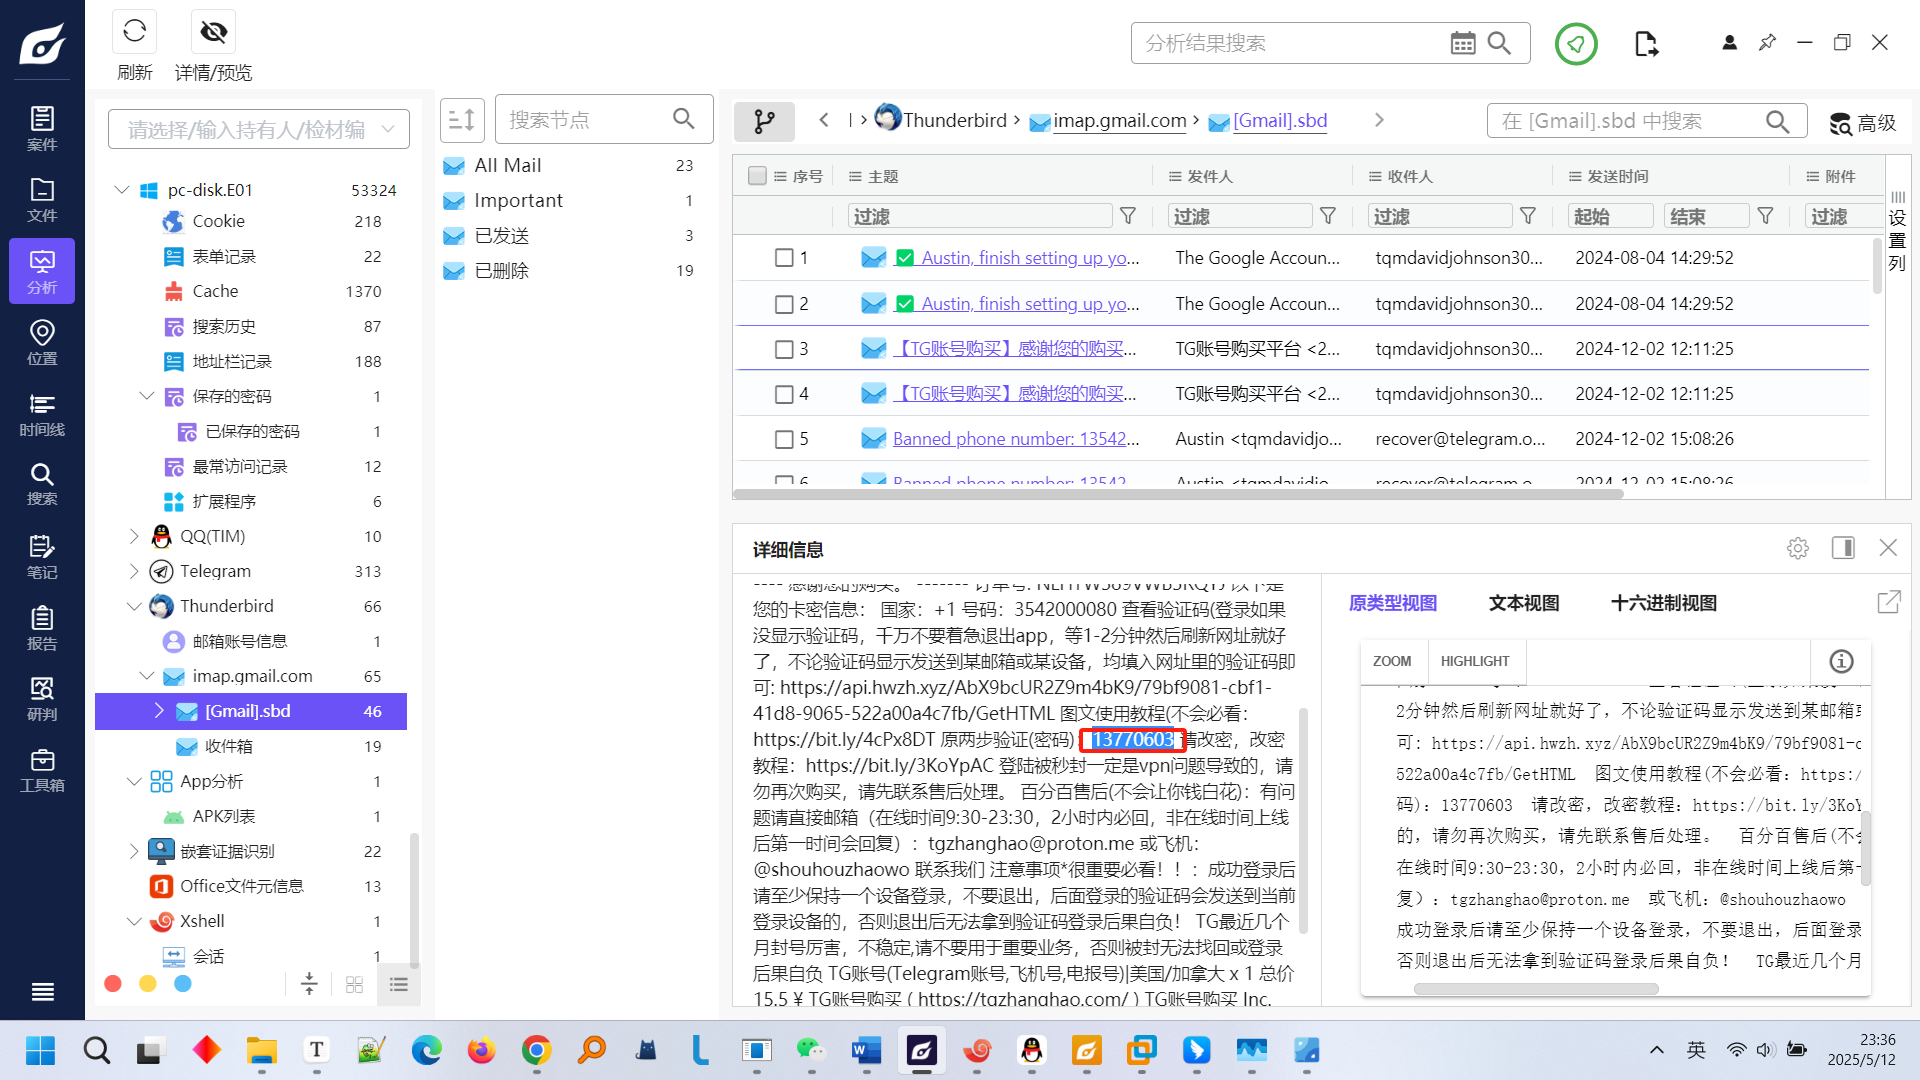 刷新
详情/预览
分析结果搜索
案件
文件
分析
位置
时间线
搜索
笔记
报告
研判
工具箱
请选择/输入持有人/检材编
pc-disk.E01 53324
Cookie 218
表单记录 22
Cache 1370
搜索历史 87
地址栏记录 188
保存的密码 1
已保存的密码 1
最常访问记录 12
扩展程序 6
QQ(TIM) 10
Telegram 313
Thunderbird 66
邮箱账号信息 1
imap.gmail.com 65
[Gmail].sbd 46
收件箱 19
App分析 1
APK列表 1
嵌套证据识别 22
Office文件元信息 13
Xshell 1
会话 1
搜索节点
All Mail 23
Important 1
已发送 3
已删除 19
Thunderbird > imap.gmail.com > [Gmail].sbd
在 [Gmail].sbd 中搜索
高级
序号 主题 发件人 收件人 发送时间 附件
过滤 过滤 过滤 起始 结束 过滤
设置列
1 ✅ Austin, finish setting up yo... The Google Accoun... tqmdavidjohnson30... 2024-08-04 14:29:52
2 ✅ Austin, finish setting up yo... The Google Accoun... tqmdavidjohnson30... 2024-08-04 14:29:52
3 【TG账号购买】感谢您的购买... TG账号购买平台 <2... tqmdavidjohnson30... 2024-12-02 12:11:25
4 【TG账号购买】感谢您的购买... TG账号购买平台 <2... tqmdavidjohnson30... 2024-12-02 12:11:25
5 Banned phone number: 13542... Austin <tqmdavidjo... recover@telegram.o... 2024-12-02 15:08:26
6 Banned phone number: 13542... Austin <tqmdavidjo... recover@telegram.o... 2024-12-02 15:08:26
详细信息
您的卡密信息： 国家：+1 号码：3542000080 查看验证码(登录如果
没显示验证码，千万不要着急退出app，等1-2分钟然后刷新网址就好
了，不论验证码显示发送到某邮箱或某设备，均填入网址里的验证码即
可: https://api.hwzh.xyz/AbX9bcUR2Z9m4bK9/79bf9081-cbf1-
41d8-9065-522a00a4c7fb/GetHTML 图文使用教程(不会必看：
https://bit.ly/4cPx8DT 原两步验证(密码)：13770603 请改密，改密
教程：https://bit.ly/3KoYpAC 登陆被秒封一定是vpn问题导致的，请
勿再次购买，请先联系售后处理。 百分百售后(不会让你钱白花)：有问
题请直接邮箱（在线时间9:30-23:30，2小时内必回，非在线时间上线
后第一时间会回复）：tgzhanghao@proton.me 或飞机：
@shouhouzhaowo 联系我们 注意事项*很重要必看！！：成功登录后
请至少保持一个设备登录，不要退出，后面登录的验证码会发送到当前
登录设备的，否则退出后无法拿到验证码登录后果自负！ TG最近几个
月封号厉害，不稳定,请不要用于重要业务，否则被封无法找回或登录
后果自负 TG账号(Telegram账号,飞机号,电报号)|美国/加拿大 x 1 总价
15.5 ¥ TG账号购买 ( https://tgzhanghao.com/ ) TG账号购买 Inc.
原类型视图 文本视图 十六进制视图
ZOOM HIGHLIGHT
2分钟然后刷新网址就好了，不论验证码显示发送到某邮箱或
可: https://api.hwzh.xyz/AbX9bcUR2Z9m4bK9/79bf9081-c
522a00a4c7fb/GetHTML 图文使用教程(不会必看：https:/
码)：13770603 请改密，改密教程：https://bit.ly/3KoY
的，请勿再次购买，请先联系售后处理。 百分百售后(不会
在线时间9:30-23:30，2小时内必回，非在线时间上线后第一
复）：tgzhanghao@proton.me 或飞机：@shouhouzhaowo
成功登录后请至少保持一个设备登录，不要退出，后面登录
否则退出后无法拿到验证码登录后果自负！ TG最近几个月
英
23:36
2025/5/12